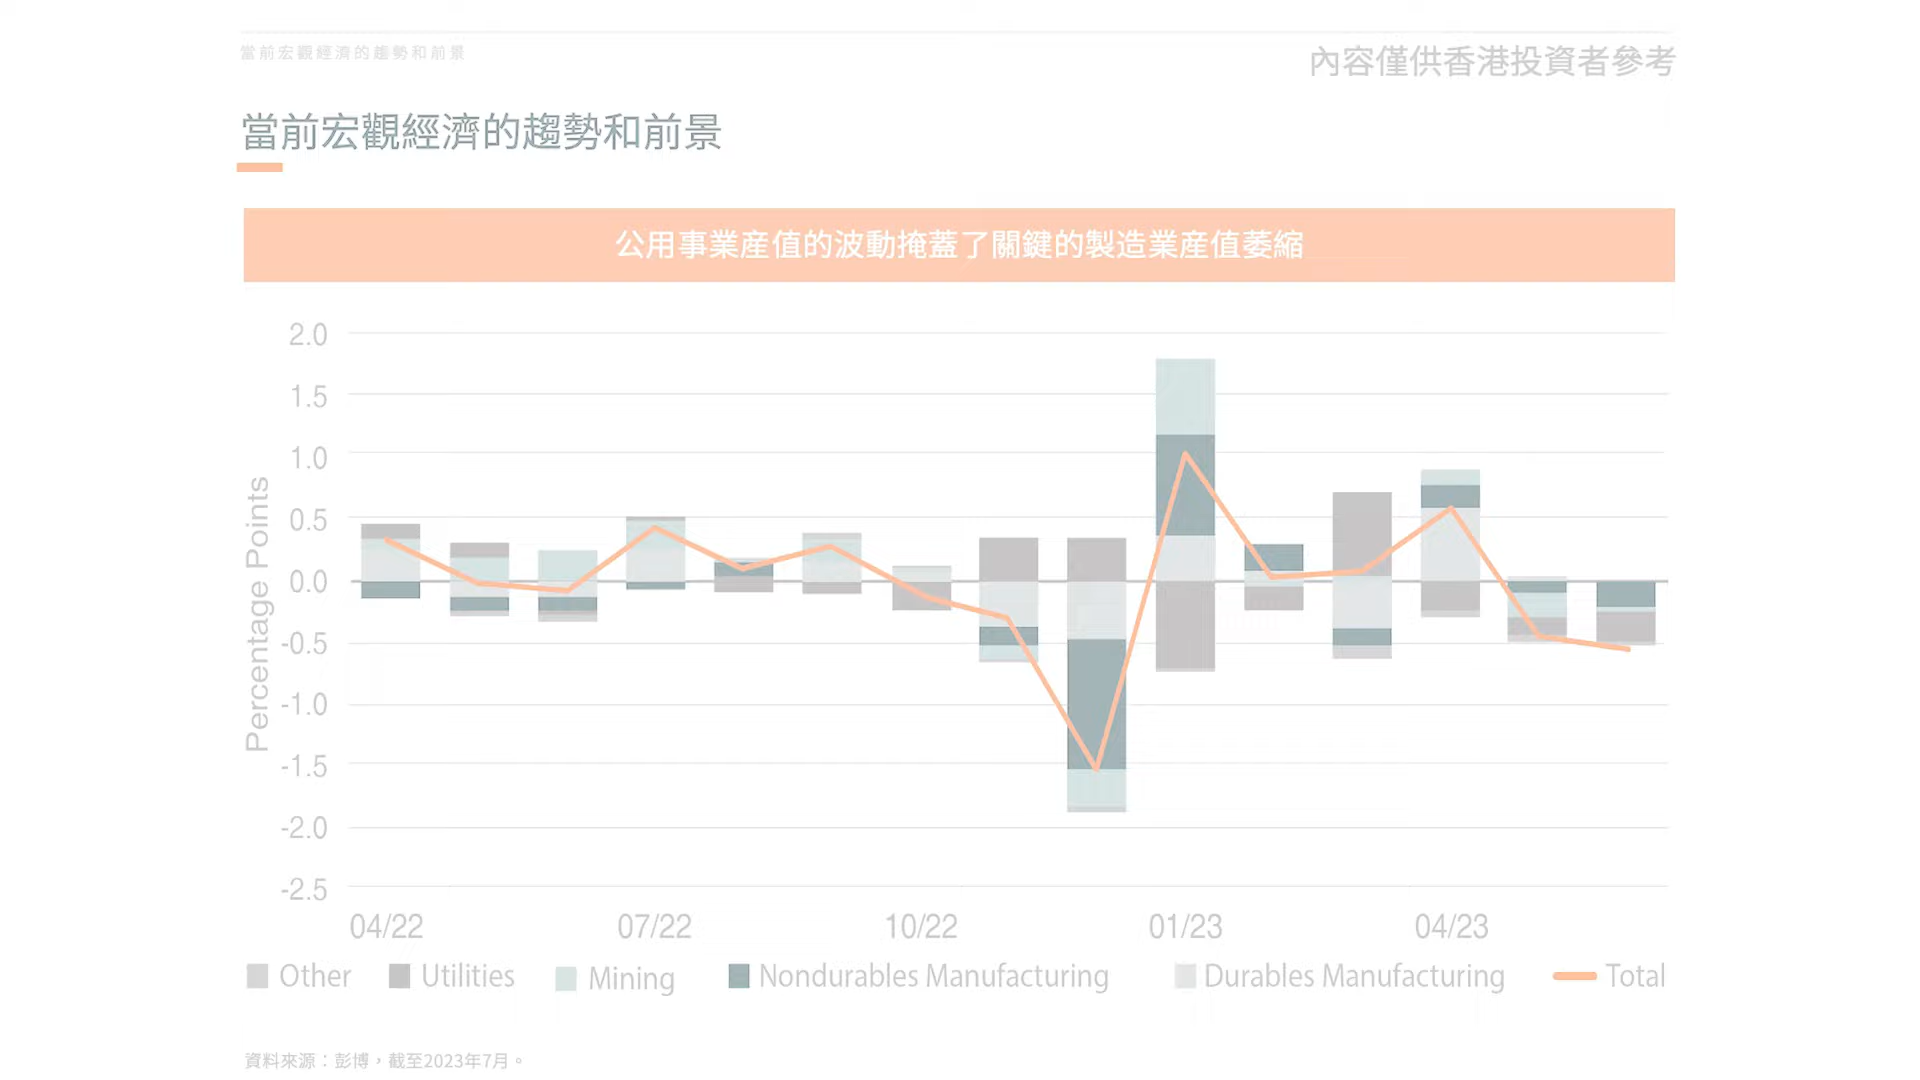 當前宏觀經濟的趨勢和前景
內容僅供香港投資者參考
當前宏觀經濟的趨勢和前景
公用事業産值的波動掩蓋了關鍵的製造業産值萎縮
Percentage Points
2.0
1.5
1.0
0.5
0.0
-0.5
-1.0
-1.5
-2.0
-2.5
04/22 07/22 10/22 01/23 04/23
Other Utilities Mining Nondurables Manufacturing Durables Manufacturing Total
資料來源：彭博，截至2023年7月。